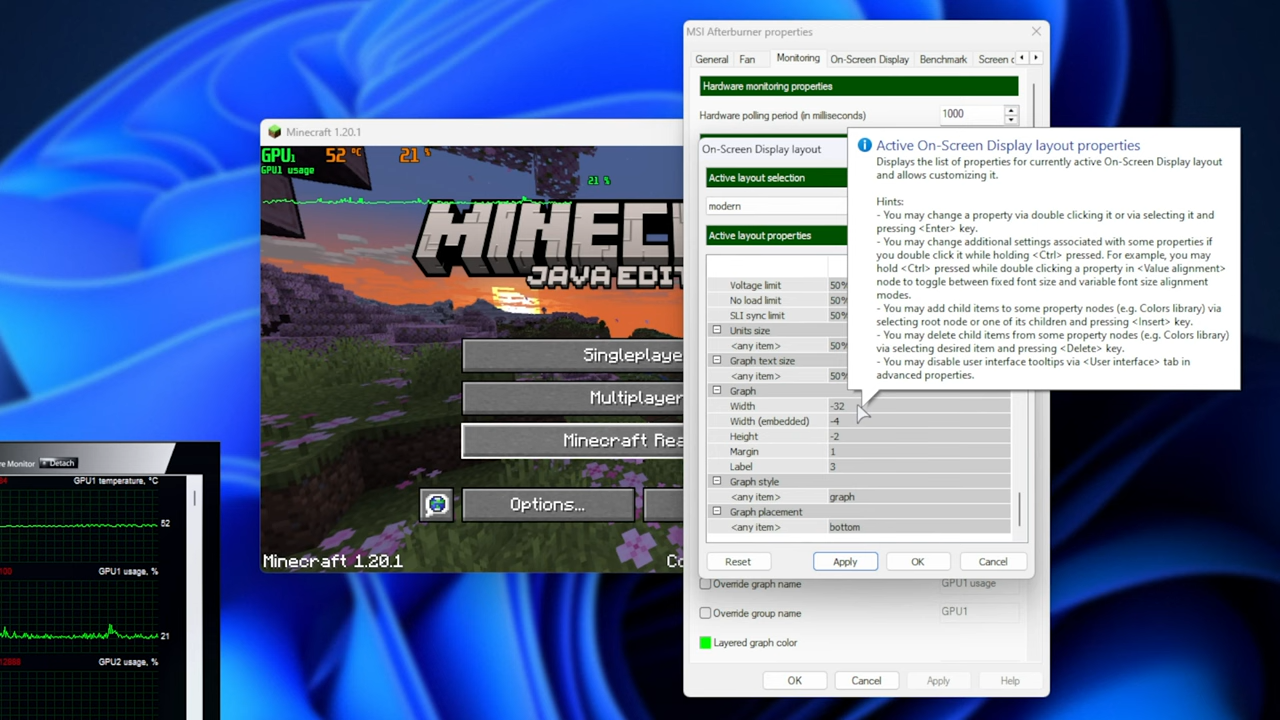 MSI Afterburner properties
General
Fan
Monitoring
On-Screen Display
Benchmark
Screen c
Hardware monitoring properties
Hardware polling period (in milliseconds)
1000
Minecraft 1.20.1
GPU1 52 °C 21 %
GPU1 usage
21 %
MINEC
JAVA EDIT
Singleplaye
Multiplayer
Minecraft Rea
Options...
Minecraft 1.20.1
Co
On-Screen Display layout
Active layout selection
modern
Active layout properties
Voltage limit 50%
No load limit 50%
SLI sync limit 50%
Units size
<any item> 50%
Graph text size
<any item> 50%
Graph
Width -32
Width (embedded) -4
Height -2
Margin 1
Label 3
Graph style
<any item> graph
Graph placement
<any item> bottom
Reset
Apply
OK
Cancel
Active On-Screen Display layout properties
Displays the list of properties for currently active On-Screen Display layout
and allows customizing it.
Hints:
- You may change a property via double clicking it or via selecting it and
pressing <Enter> key.
- You may change additional settings associated with some properties if
you double click it while holding <Ctrl> pressed. For example, you may
hold <Ctrl> pressed while double clicking a property in <Value alignment>
node to toggle between fixed font size and variable font size alignment
modes.
- You may add child items to some property nodes (e.g. Colors library) via
selecting root node or one of its children and pressing <Insert> key.
- You may delete child items from some property nodes (e.g. Colors library)
via selecting desired item and pressing <Delete> key.
- You may disable user interface tooltips via <User interface> tab in
advanced properties.
Override graph name
GPU1 usage
Override group name
GPU1
Layered graph color
OK
Cancel
Apply
Help
re Monitor
Detach
GPU1 temperature, °C
52
100
GPU1 usage, %
21
GPU2 usage, %